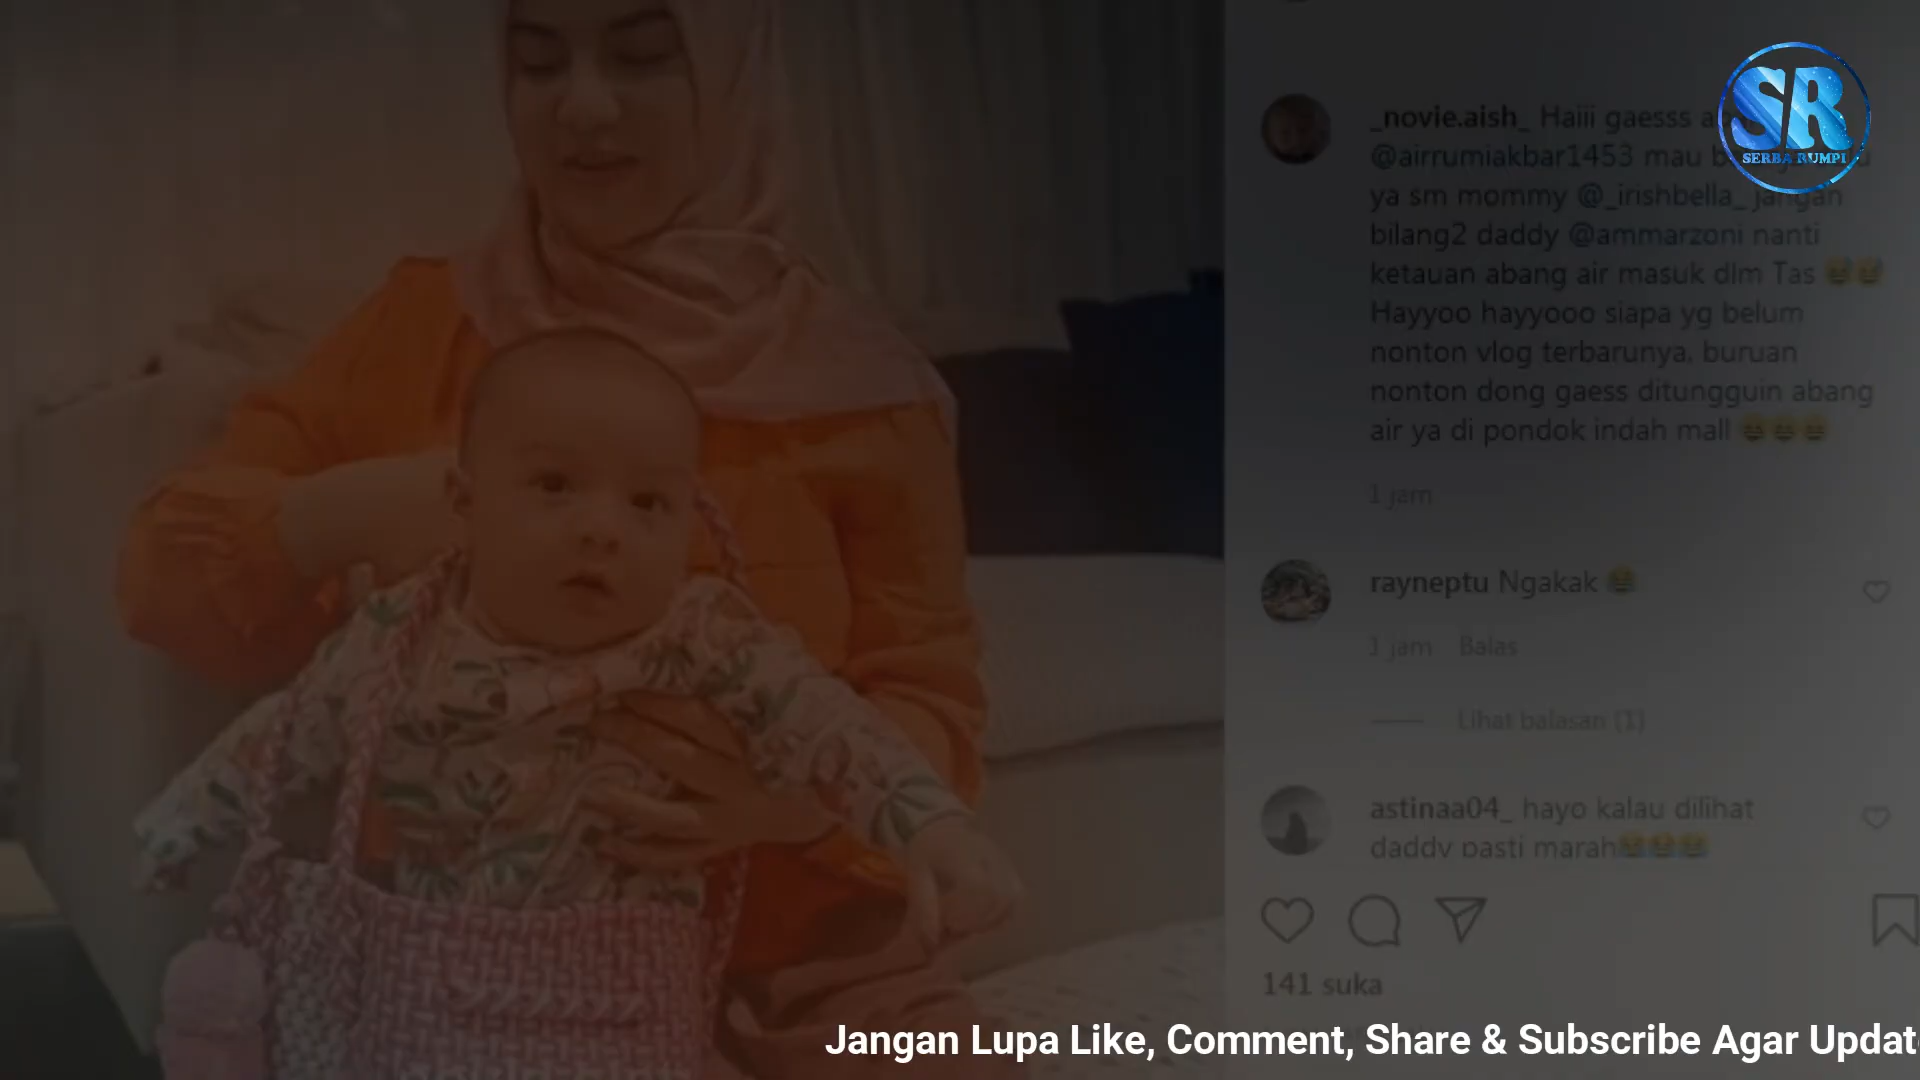 SR
SERBA RUMPI
_novie.aish_ Haiii gaesss
@airrumiakbar1453 mau
ya sm mommy @_irishbella_ jangan
bilang2 daddy @ammarzoni nanti
ketauan abang air masuk dlm Tas 😅😅
Hayyoo hayyooo siapa yg belum
nonton vlog terbarunya, buruan
nonton dong gaess ditungguin abang
air ya di pondok indah mall 😄😄😄
1 jam
rayneptu Ngakak 😂
1 jam Balas
Lihat balasan (1)
astinaa04_ hayo kalau dilihat
daddy pasti marah😂😂😂
141 suka
Jangan Lupa Like, Comment, Share & Subscribe Agar Updat